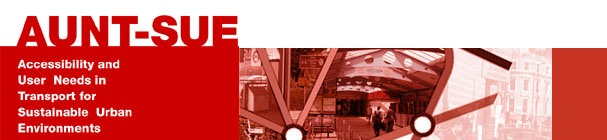 AUNT-SUE
Accessibility and
User Needs in
Transport for
Sustainable Urban
Environments